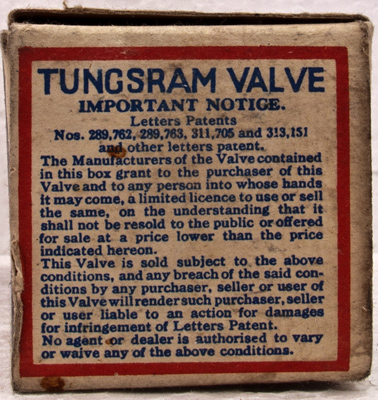 TUNGSRAM VALVE
IMPORTANT NOTICE.
Letters Patents
Nos. 289,762, 289,763, 311,705 and 313,151
and other letters patent.
The Manufacturers of the Valve contained
in this box grant to the purchaser of this
Valve and to any person into whose hands
it may come, a limited licence to use or sell
the same, on the understanding that it
shall not be resold to the public or offered
for sale at a price lower than the price
indicated hereon.
This Valve is sold subject to the above
conditions, and any breach of the said con-
ditions by any purchaser, seller or user of
this Valve will render such purchaser, seller
or user liable to an action for damages
for infringement of Letters Patent.
No agent or dealer is authorised to vary
or waive any of the above conditions.